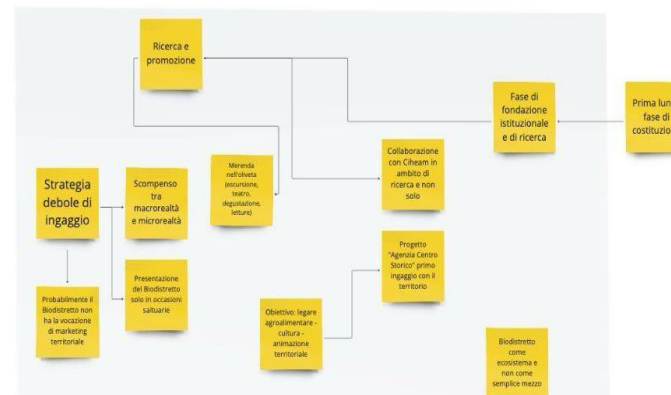 Ricerca e
promozione
Fase di
fondazione
istituzionale
e di ricerca
Prima
fase di
Merenda
nell'oliveta
(escursione,
teatro,
degustazione,
letture)
Collaborazione
con Ciheam in
ambito di
ricerca e non
solo
Strategia
debole di
ingaggio
Scompenso
tra
macrorealtà
e microrealtà
Progetto
"Agenzia Centro
Storico" primo
ingaggio con il
territorio
Probabilmente il
Biodistretto non
ha la vocazione
di marketing
territoriale
Presentazione
del Biodistretto
solo in occasioni
saltuarie
Obiettivo: legare
agroalimentare -
cultura -
animazione
territoriale
Biodistretto
come
ecosistema e
non come
semplice mezzo